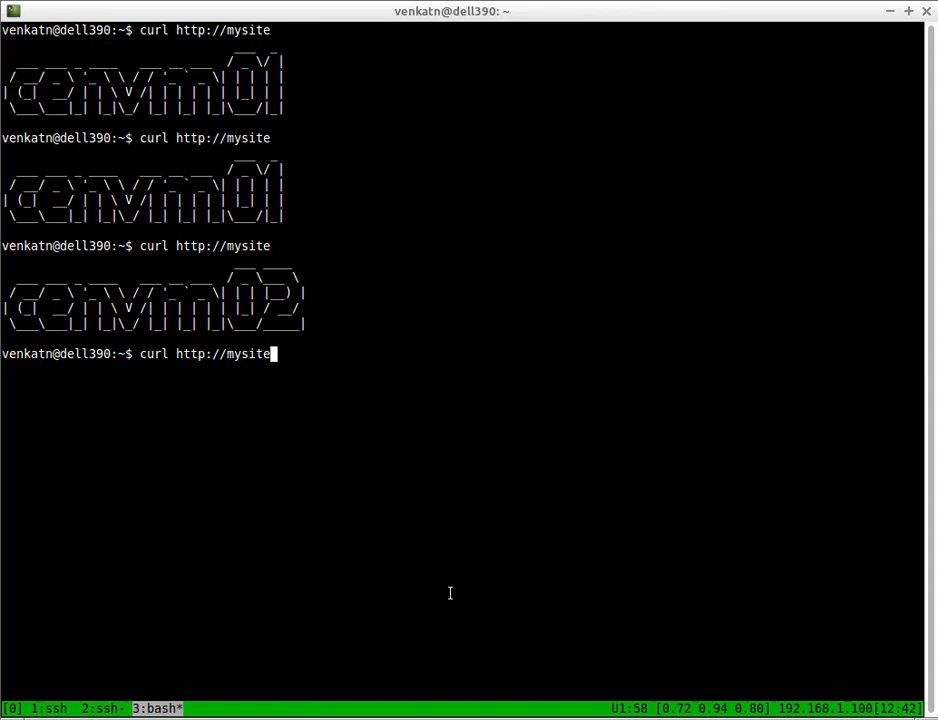 venkatn@dell390: ~
venkatn@dell390:~$ curl http://mysite
cenvm01
venkatn@dell390:~$ curl http://mysite
cenvm01
venkatn@dell390:~$ curl http://mysite
cenvm02
venkatn@dell390:~$ curl http://mysite
[0] 1:ssh  2:ssh- 3:bash* U1:58 [0.72 0.94 0.80] 192.168.1.100[12:42]